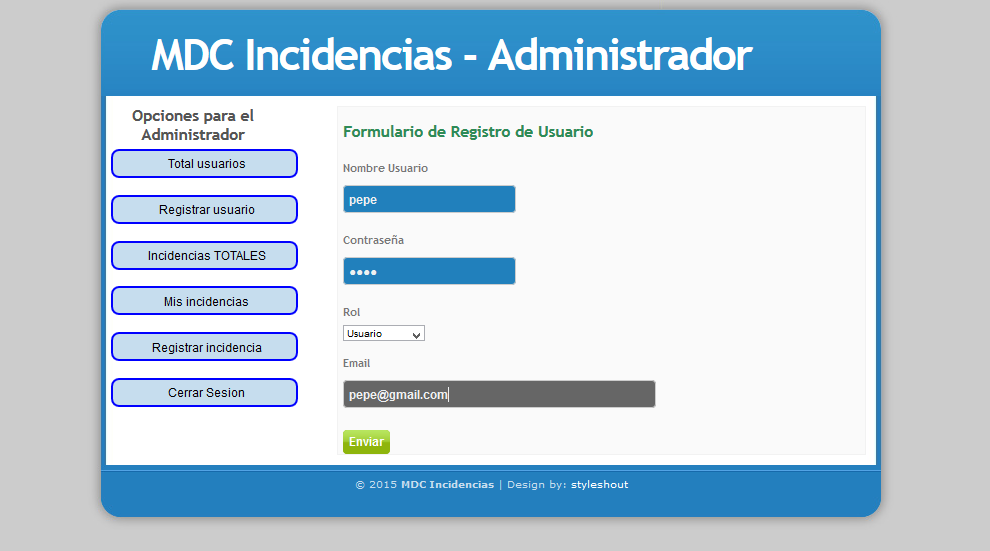 MDC Incidencias - Administrador
Opciones para el
Administrador
Total usuarios
Registrar usuario
Incidencias TOTALES
Mis incidencias
Registrar incidencia
Cerrar Sesion
Formulario de Registro de Usuario
Nombre Usuario
pepe
Contraseña
••••
Rol
Usuario
Email
pepe@gmail.com
Enviar
© 2015 MDC Incidencias | Design by: styleshout